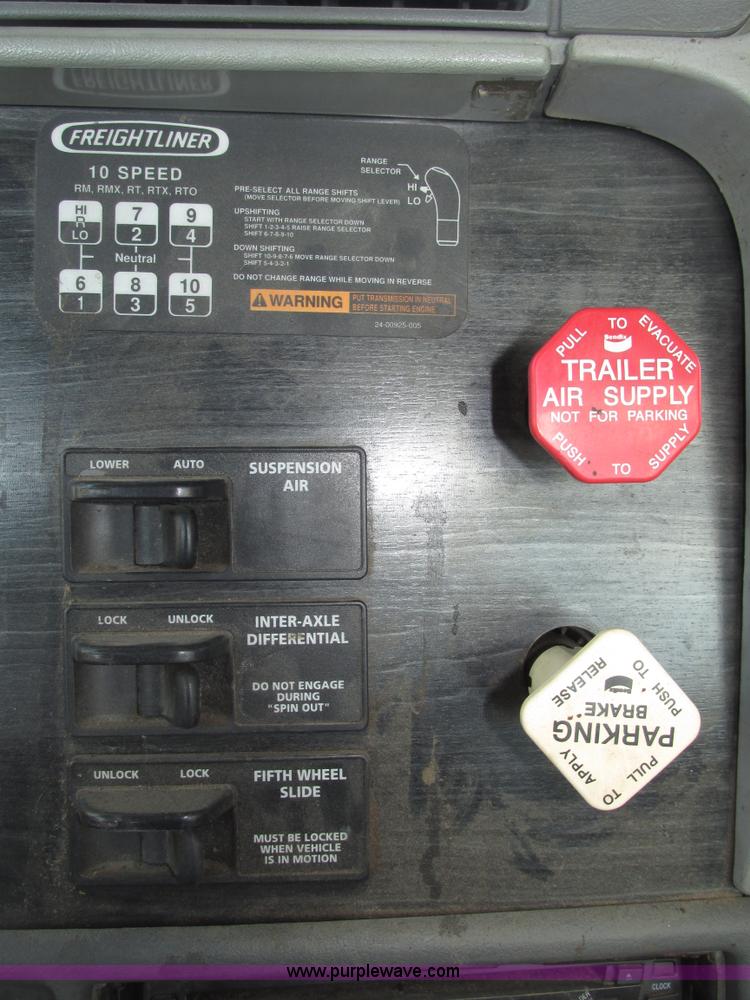 FREIGHTLINER
10 SPEED
RM, RMX, RT, RTX, RTO
HI
R
LO
7
2
9
4
Neutral
6
1
8
3
10
5
RANGE
SELECTOR
HI
LO
PRE-SELECT ALL RANGE SHIFTS
(MOVE SELECTOR BEFORE MOVING SHIFT LEVER)
UPSHIFTING
START WITH RANGE SELECTOR DOWN
SHIFT 1-2-3-4-5 RAISE RANGE SELECTOR
SHIFT 6-7-8-9-10
DOWN SHIFTING
SHIFT 10-9-8-7-6 MOVE RANGE SELECTOR DOWN
SHIFT 5-4-3-2-1
DO NOT CHANGE RANGE WHILE MOVING IN REVERSE
WARNING
PUT TRANSMISSION IN NEUTRAL
BEFORE STARTING ENGINE
24-00925-005
PULL TO EVACUATE
Bendix
TRAILER
AIR SUPPLY
NOT FOR PARKING
PUSH TO SUPPLY
LOWER AUTO
SUSPENSION
AIR
LOCK UNLOCK
INTER-AXLE
DIFFERENTIAL
DO NOT ENGAGE
DURING
"SPIN OUT"
UNLOCK LOCK
FIFTH WHEEL
SLIDE
MUST BE LOCKED
WHEN VEHICLE
IS IN MOTION
PUSH TO RELEASE
PARKING
BRAKE
PULL TO APPLY
www.purplewave.com
CLOCK